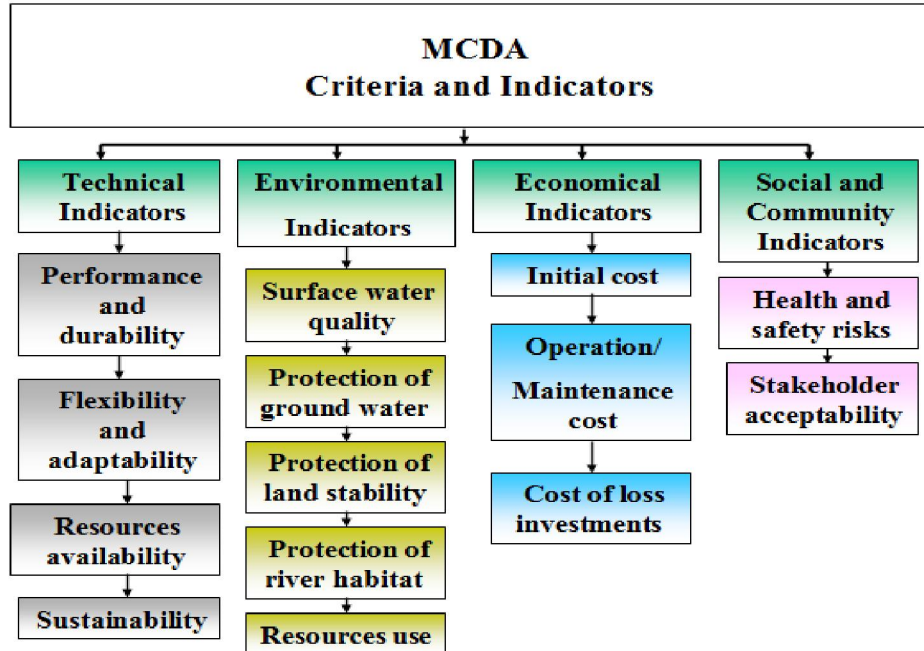 MCDA
Criteria and Indicators
Technical
Indicators
Performance
and
durability
Flexibility
and
adaptability
Resources
availability
Sustainability
Environmental
Indicators
Surface water
quality
Protection of
ground water
Protection of
land stability
Protection of
river habitat
Resources use
Economical
Indicators
Initial cost
Operation/
Maintenance
cost
Cost of loss
investments
Social and
Community
Indicators
Health and
safety risks
Stakeholder
acceptability